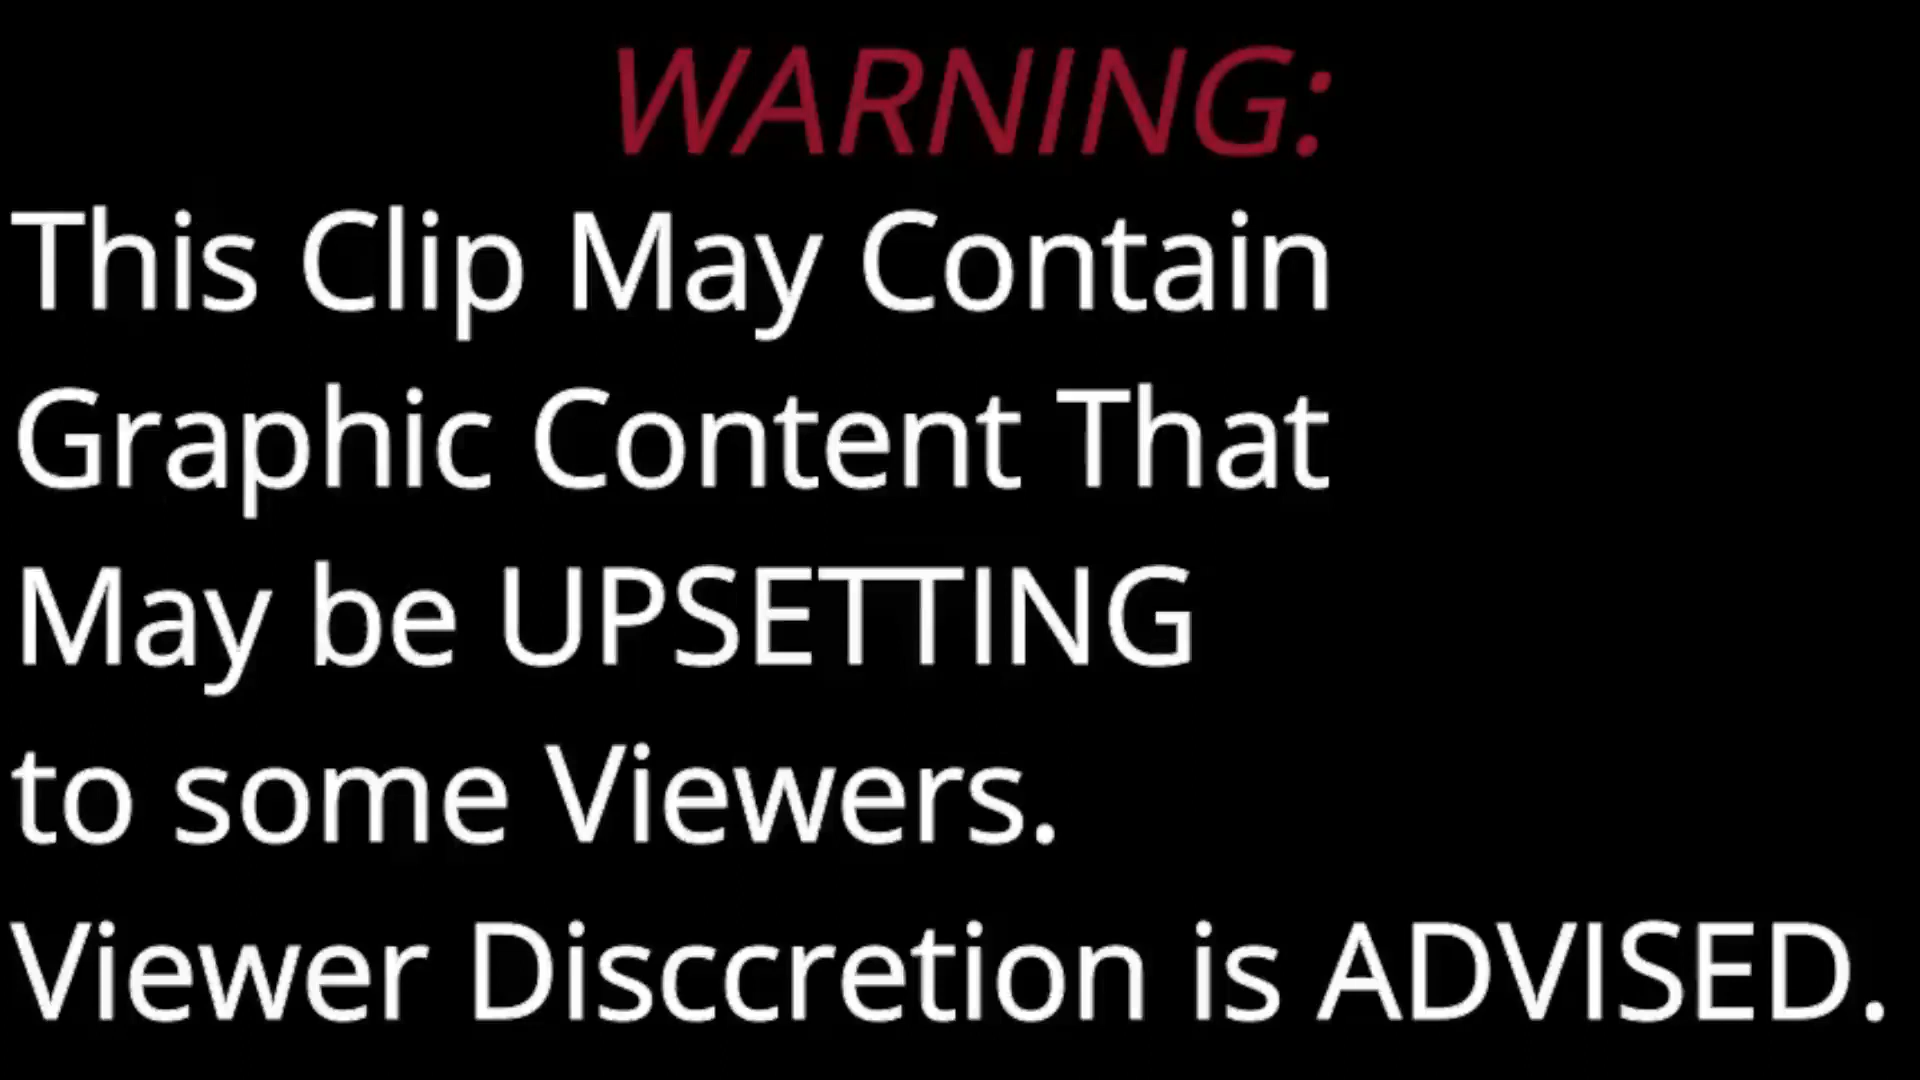 WARNING:
This Clip May Contain
Graphic Content That
May be UPSETTING
to some Viewers.
Viewer Disccretion is ADVISED.